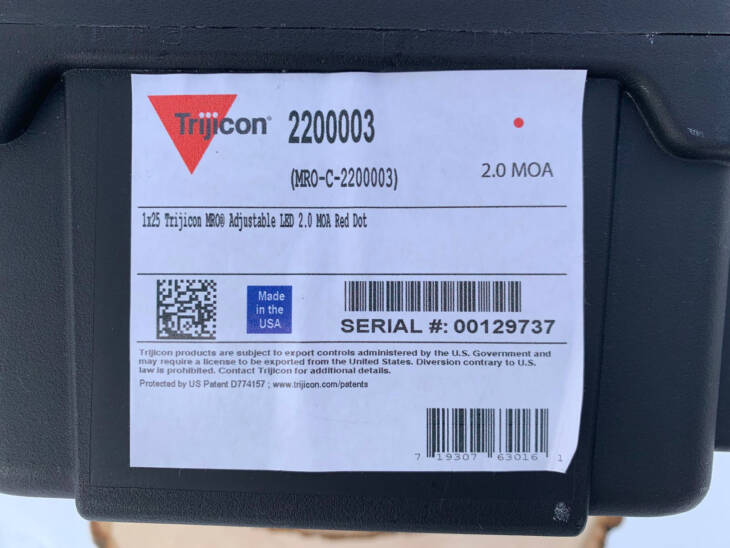 Trijicon® 2200003
(MRO-C-2200003)
2.0 MOA
1x25 Trijicon MRO® Adjustable LED 2.0 MOA Red Dot
Made
in the
USA
SERIAL #: 00129737
Trijicon products are subject to export controls administered by the U.S. Government and
may require a license to be exported from the United States. Diversion contrary to U.S.
law is prohibited. Contact Trijicon for additional details.
Protected by US Patent D774157 ; www.trijicon.com/patents
7 19307 63016 1